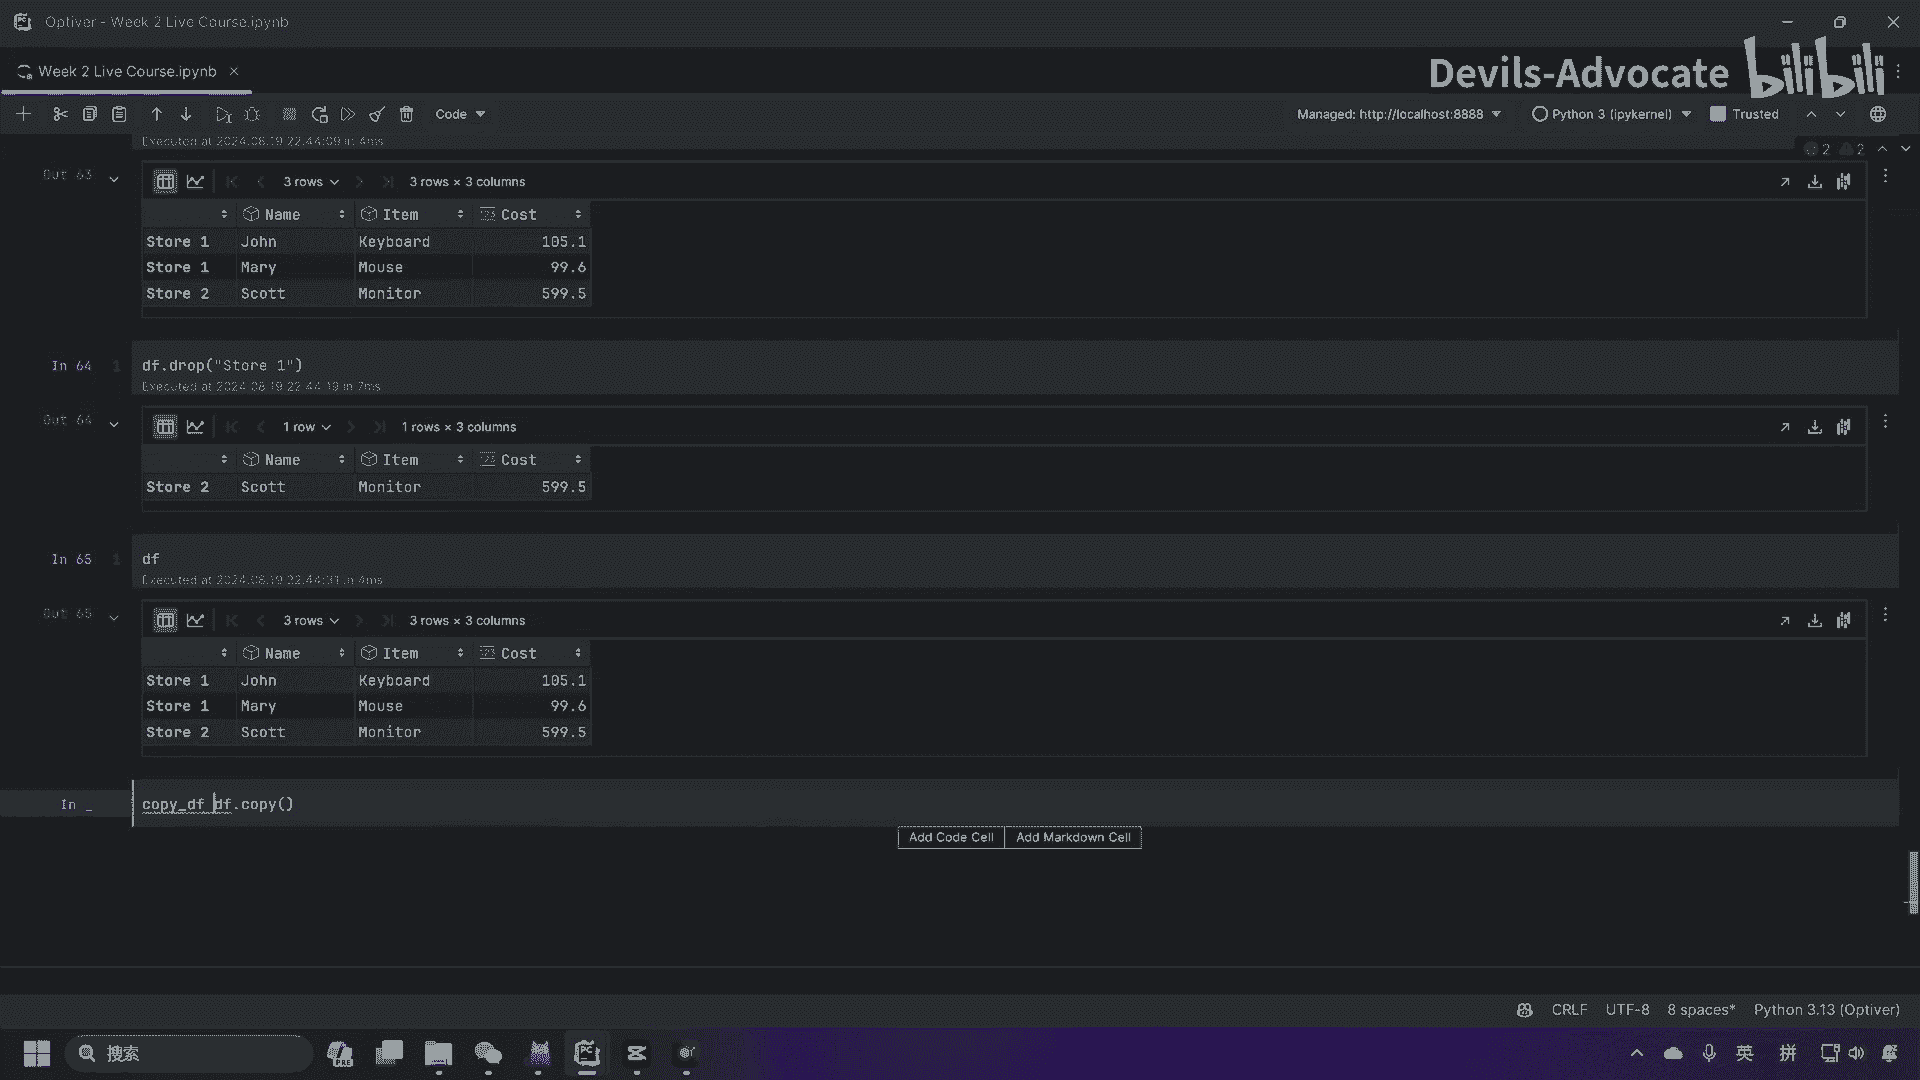 Optiver - Week 2 Live Course.ipynb
Week 2 Live Course.ipynb
Devils-Advocate bilibili
Code
Managed: http://localhost:8888
Python 3 (ipykernel)
Trusted
Executed at 2024.08.19 22:44:09 in 4ms
2 2
Out 63
3 rows
3 rows × 3 columns
Name Item Cost
Store 1 John Keyboard 105.1
Store 1 Mary Mouse 99.6
Store 2 Scott Monitor 599.5
In 64 1 df.drop("Store 1")
Executed at 2024.08.19 22:44:19 in 7ms
Out 64
1 row
1 rows × 3 columns
Name Item Cost
Store 2 Scott Monitor 599.5
In 65 1 df
Executed at 2024.08.19 22:44:31 in 4ms
Out 65
3 rows
3 rows × 3 columns
Name Item Cost
Store 1 John Keyboard 105.1
Store 1 Mary Mouse 99.6
Store 2 Scott Monitor 599.5
In _ copy_df df.copy()
Add Code Cell Add Markdown Cell
CRLF UTF-8 8 spaces* Python 3.13 (Optiver)
搜索
英 拼